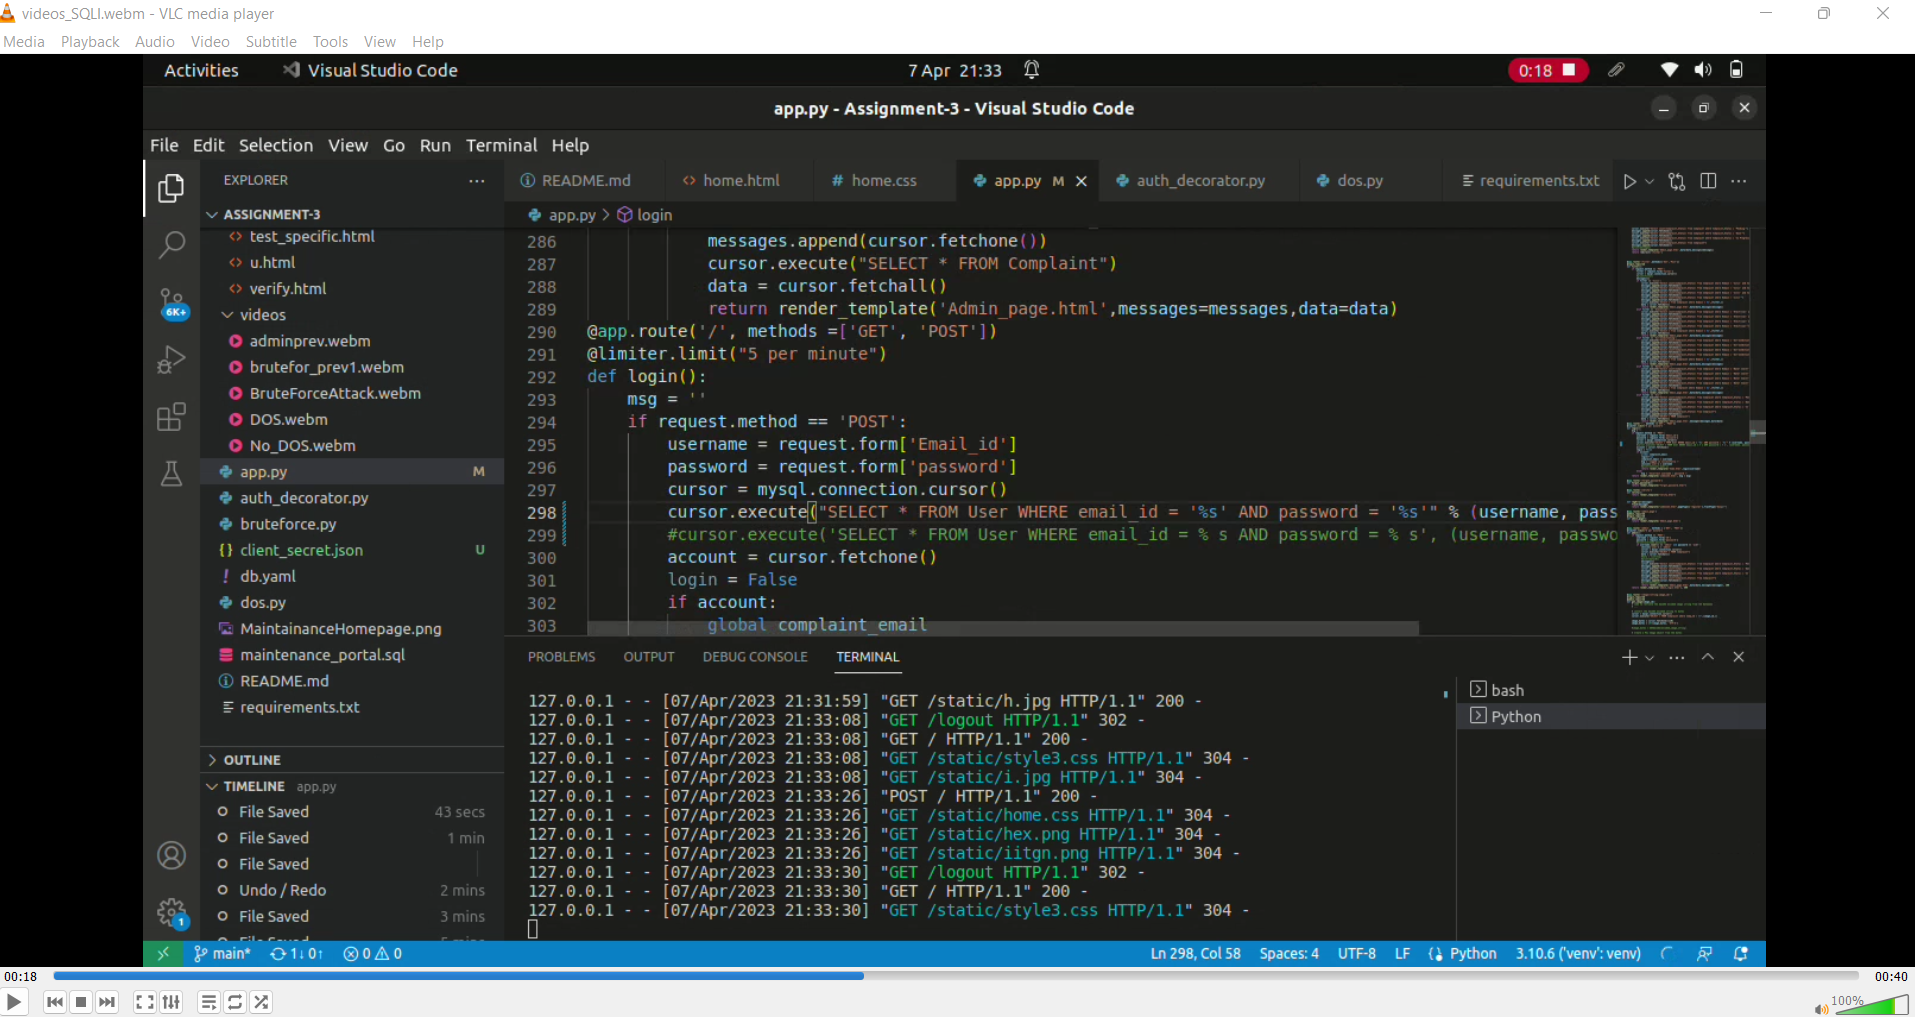 videos_SQLI.webm - VLC media player
Media Playback Audio Video Subtitle Tools View Help
Activities Visual Studio Code 7 Apr 21:33 0:18
app.py - Assignment-3 - Visual Studio Code
File Edit Selection View Go Run Terminal Help
EXPLORER ...
README.md home.html home.css app.py M auth_decorator.py dos.py requirements.txt
app.py > login
ASSIGNMENT-3
test_specific.html
u.html
verify.html
videos
adminprev.webm
brutefor_prev1.webm
BruteForceAttack.webm
DOS.webm
No_DOS.webm
app.py M
auth_decorator.py
bruteforce.py
client_secret.json U
db.yaml
dos.py
MaintainanceHomepage.png
maintenance_portal.sql
README.md
requirements.txt
6K+
OUTLINE
TIMELINE app.py
File Saved 43 secs
File Saved 1 min
File Saved
Undo / Redo 2 mins
File Saved 3 mins
1
286 messages.append(cursor.fetchone())
287 cursor.execute("SELECT * FROM Complaint")
288 data = cursor.fetchall()
289 return render_template('Admin_page.html',messages=messages,data=data)
290 @app.route('/', methods =['GET', 'POST'])
291 @limiter.limit("5 per minute")
292 def login():
293 msg = ''
294 if request.method == 'POST':
295 username = request.form['Email_id']
296 password = request.form['password']
297 cursor = mysql.connection.cursor()
298 cursor.execute("SELECT * FROM User WHERE email_id = '%s' AND password = '%s'" % (username, pass
299 #cursor.execute('SELECT * FROM User WHERE email_id = % s AND password = % s', (username, passwo
300 account = cursor.fetchone()
301 login = False
302 if account:
303 global complaint_email
PROBLEMS OUTPUT DEBUG CONSOLE TERMINAL
127.0.0.1 - - [07/Apr/2023 21:31:59] "GET /static/h.jpg HTTP/1.1" 200 -
127.0.0.1 - - [07/Apr/2023 21:33:08] "GET /logout HTTP/1.1" 302 -
127.0.0.1 - - [07/Apr/2023 21:33:08] "GET / HTTP/1.1" 200 -
127.0.0.1 - - [07/Apr/2023 21:33:08] "GET /static/style3.css HTTP/1.1" 304 -
127.0.0.1 - - [07/Apr/2023 21:33:08] "GET /static/i.jpg HTTP/1.1" 304 -
127.0.0.1 - - [07/Apr/2023 21:33:26] "POST / HTTP/1.1" 200 -
127.0.0.1 - - [07/Apr/2023 21:33:26] "GET /static/home.css HTTP/1.1" 304 -
127.0.0.1 - - [07/Apr/2023 21:33:26] "GET /static/hex.png HTTP/1.1" 304 -
127.0.0.1 - - [07/Apr/2023 21:33:26] "GET /static/iitgn.png HTTP/1.1" 304 -
127.0.0.1 - - [07/Apr/2023 21:33:30] "GET /logout HTTP/1.1" 302 -
127.0.0.1 - - [07/Apr/2023 21:33:30] "GET / HTTP/1.1" 200 -
127.0.0.1 - - [07/Apr/2023 21:33:30] "GET /static/style3.css HTTP/1.1" 304 -
bash
Python
main* 1↓ 0↑ 0 0 Ln 298, Col 58 Spaces: 4 UTF-8 LF Python 3.10.6 ('venv': venv)
00:18 00:40
100%